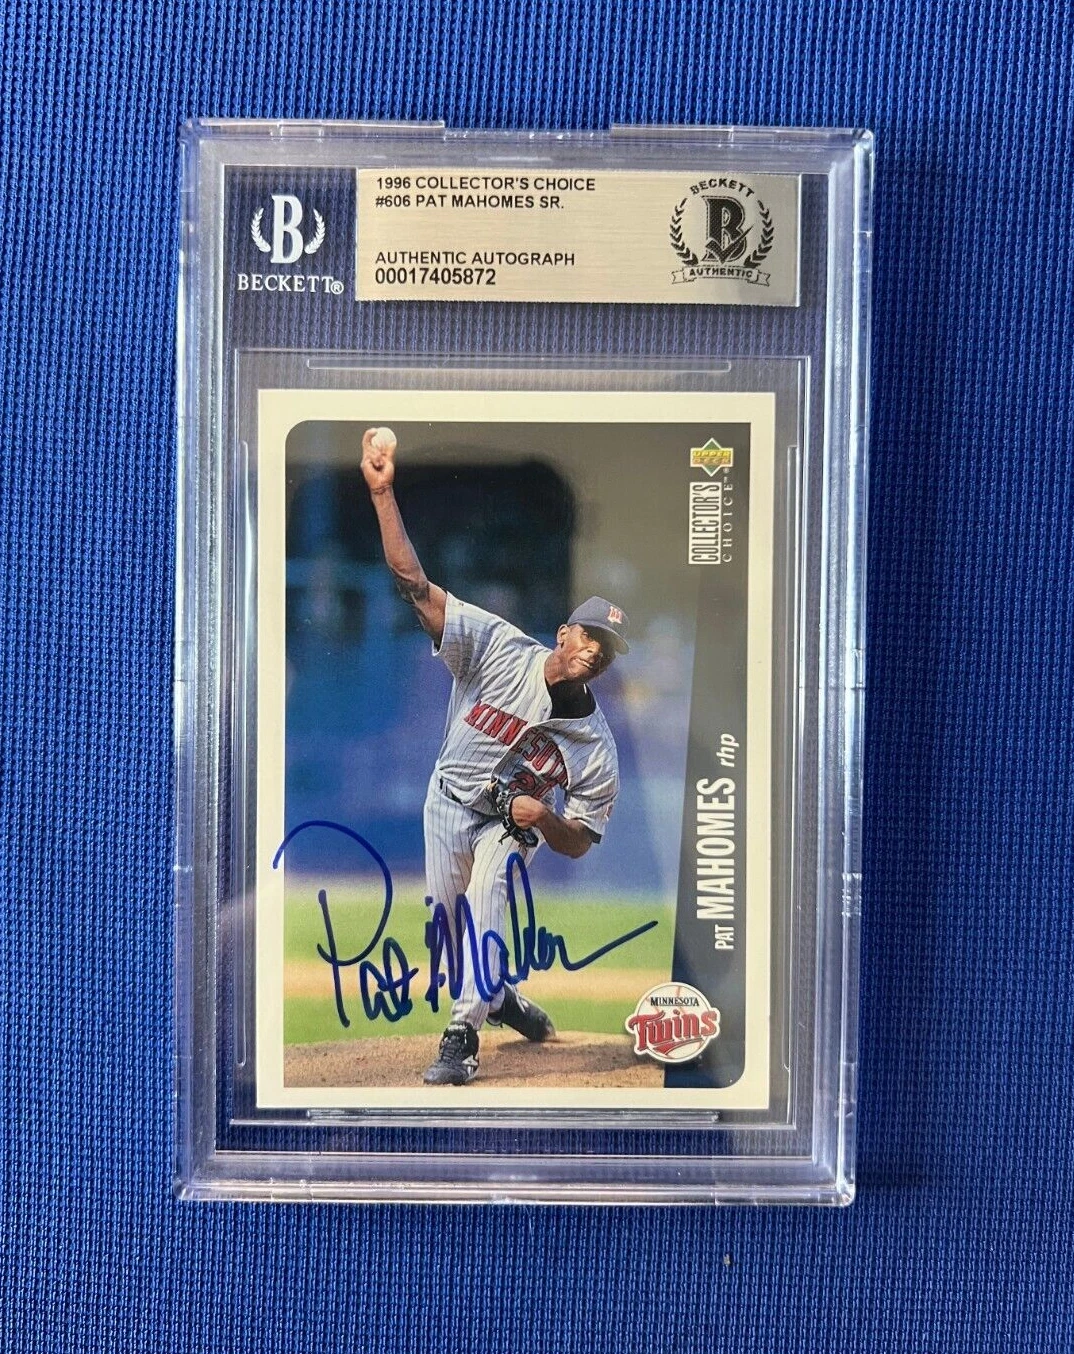 B
BECKETT®
1996 COLLECTOR'S CHOICE
#606 PAT MAHOMES SR.
AUTHENTIC AUTOGRAPH
00017405872
BECKETT
B
AUTHENTIC
UPPER
DECK
COLLECTOR'S
CHOICE
M
MINNESOTA
PAT MAHOMES rhp
Pat Mahomes
MINNESOTA
Twins